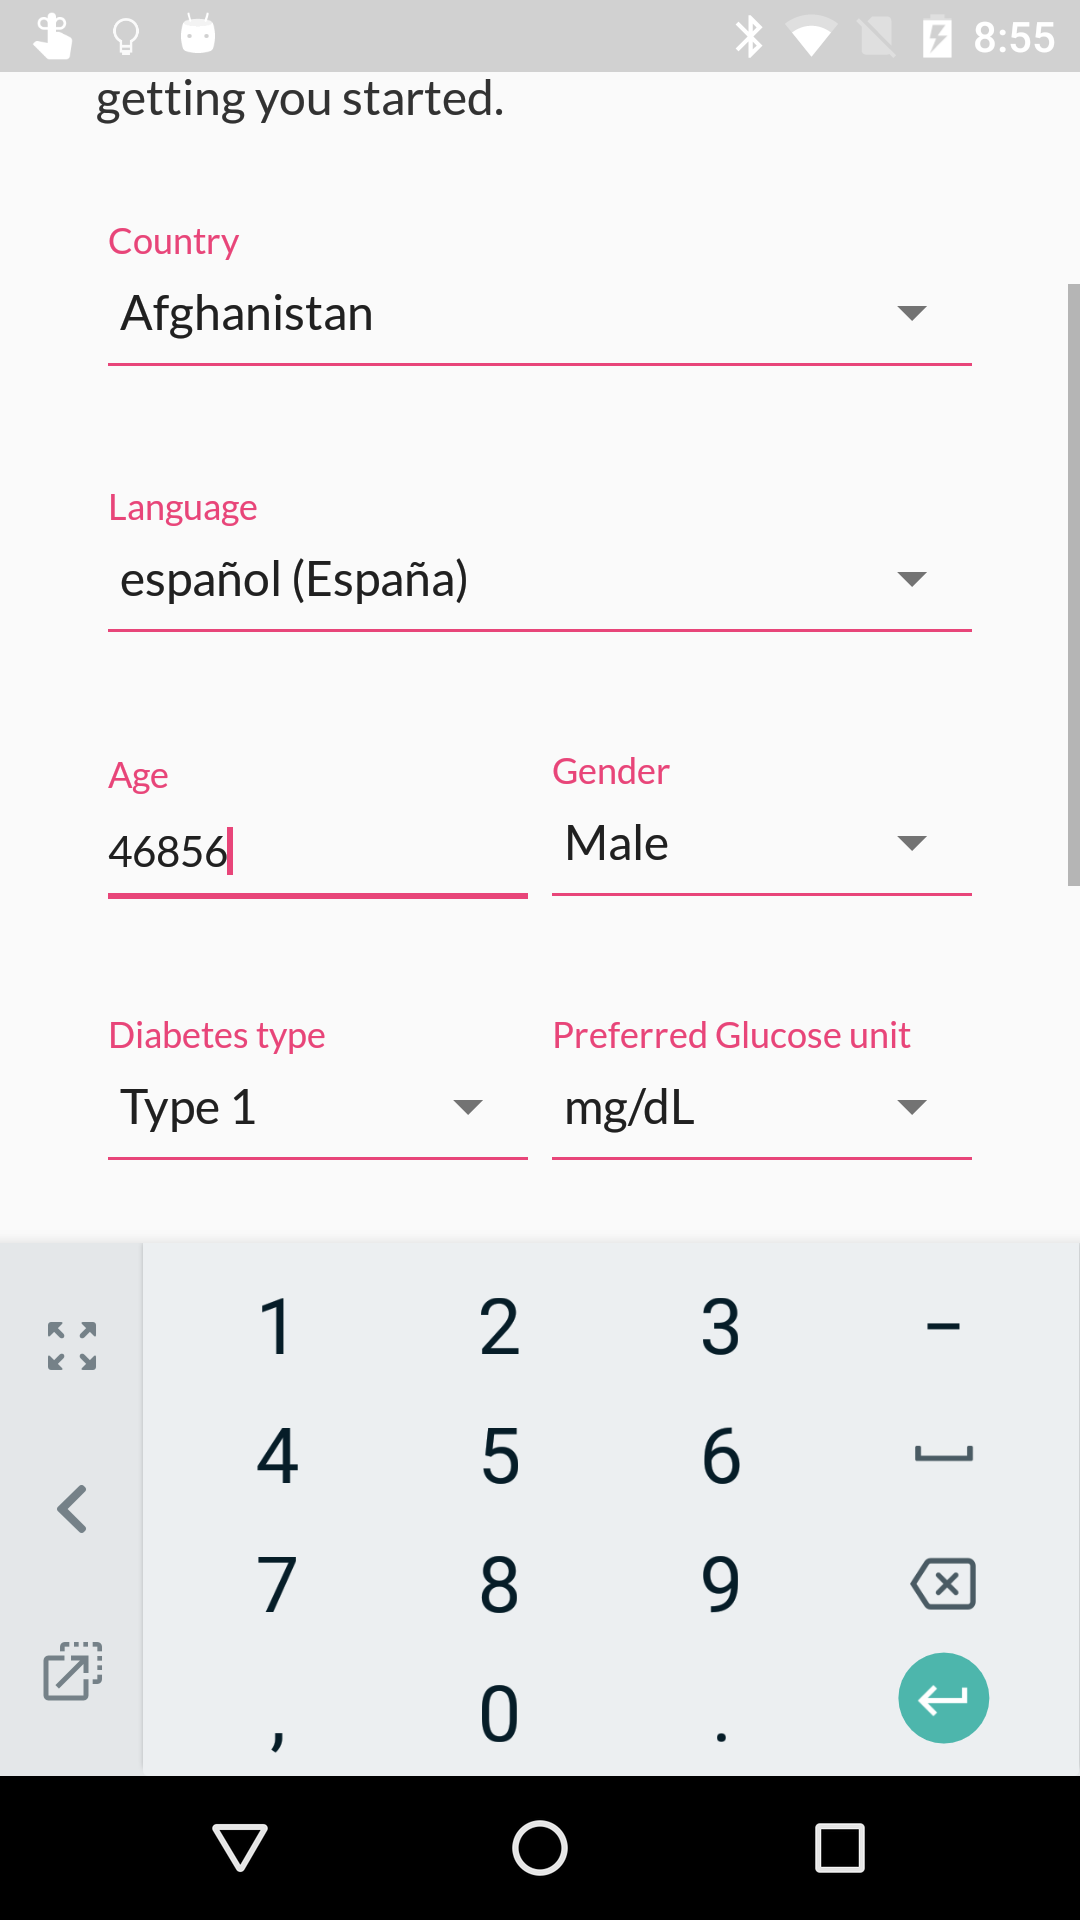 8:55
getting you started.
Country
Afghanistan
Language
español (España)
Age
Gender
46856
Male
Diabetes type
Preferred Glucose unit
Type 1
mg/dL
1 2 3 –
4 5 6
7 8 9
, 0 .